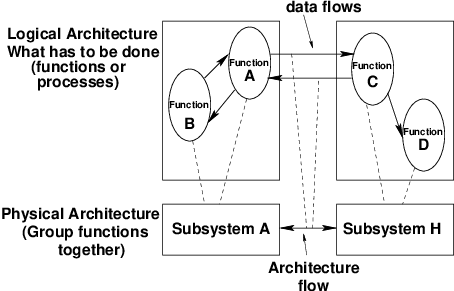 data flows
Logical Architecture
What has to be done
(functions or
processes)
Function
A
Function
B
Function
C
Function
D
Physical Architecture
(Group functions
together)
Subsystem A
Subsystem H
Architecture
flow